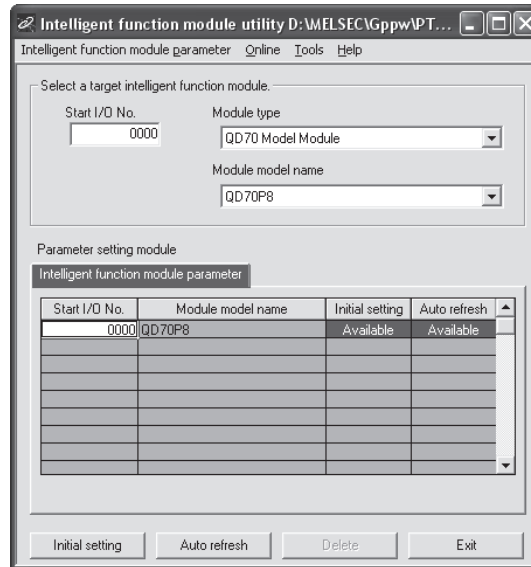 Intelligent function module utility D:\MELSEC\Gppw\PT...
Intelligent function module parameter Online Tools Help
Select a target intelligent function module.
Start I/O No. Module type
0000 QD70 Model Module
Module model name
QD70P8
Parameter setting module
Intelligent function module parameter
Start I/O No. Module model name Initial setting Auto refresh
0000 QD70P8 Available Available
Initial setting Auto refresh Delete Exit